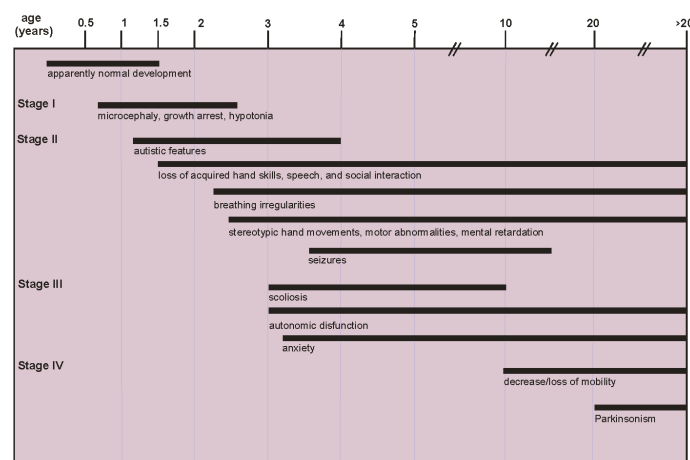 age
(years)
0.5 1 1.5 2 3 4 5 10 20 >20
apparently normal development
Stage I
microcephaly, growth arrest, hypotonia
Stage II
autistic features
loss of acquired hand skills, speech, and social interaction
breathing irregularities
stereotypic hand movements, motor abnormalities, mental retardation
seizures
Stage III
scoliosis
autonomic disfunction
anxiety
Stage IV
decrease/loss of mobility
Parkinsonism